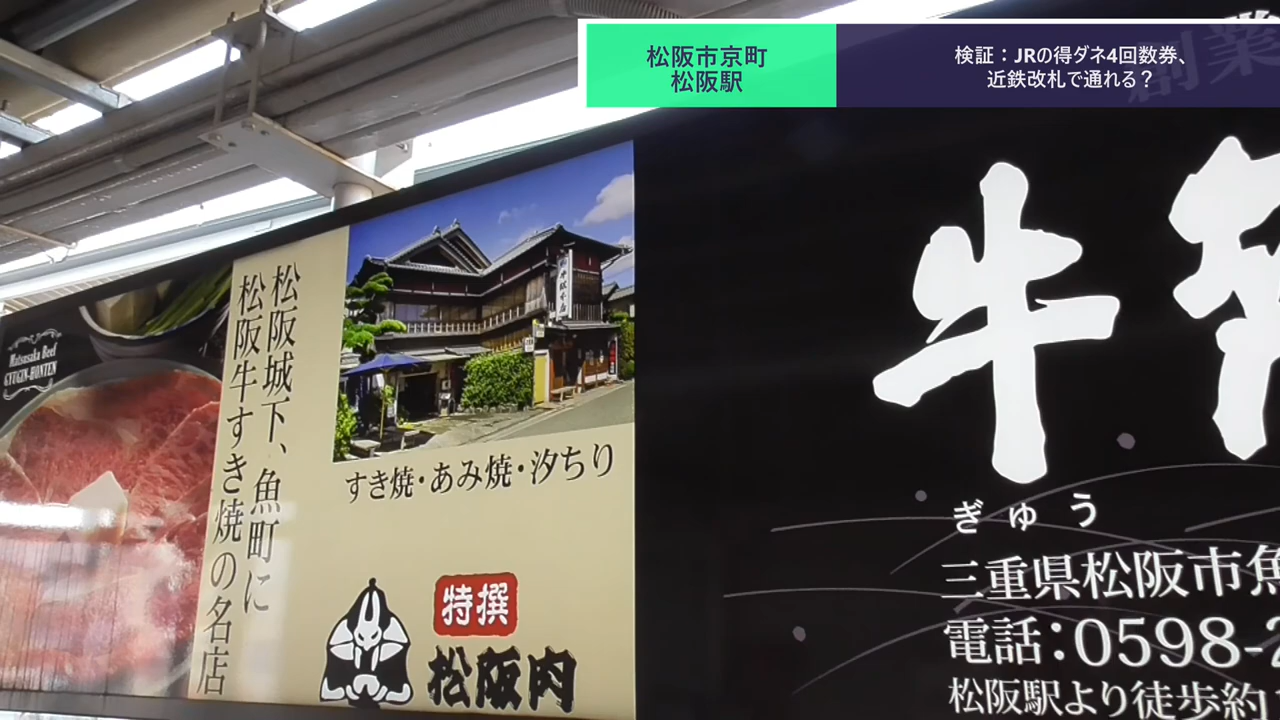 松阪市京町
松阪駅
検証：JRの得ダネ4回数券、
近鉄改札で通れる？
創業
松阪城下、魚町に
松阪牛すき焼の名店
Matsusaka Beef
GYUGIN-HONTEN
すき焼・あみ焼・汐ちり
特撰
松阪肉
牛
ぎゅう
三重県松阪市魚
電話：0598-2
松阪駅より徒歩約